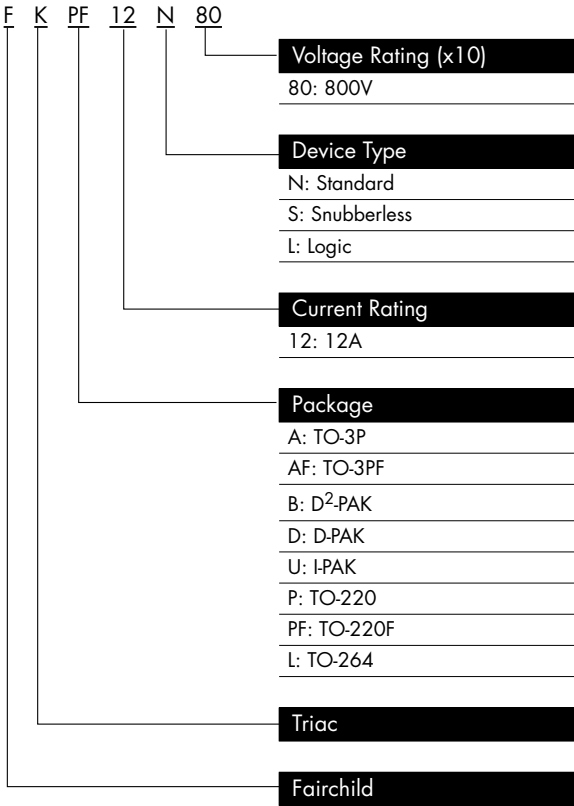 F K PF 12 N 80
Voltage Rating (x10)
80: 800V
Device Type
N: Standard
S: Snubberless
L: Logic
Current Rating
12: 12A
Package
A: TO-3P
AF: TO-3PF
B: D2-PAK
D: D-PAK
U: I-PAK
P: TO-220
PF: TO-220F
L: TO-264
Triac
Fairchild